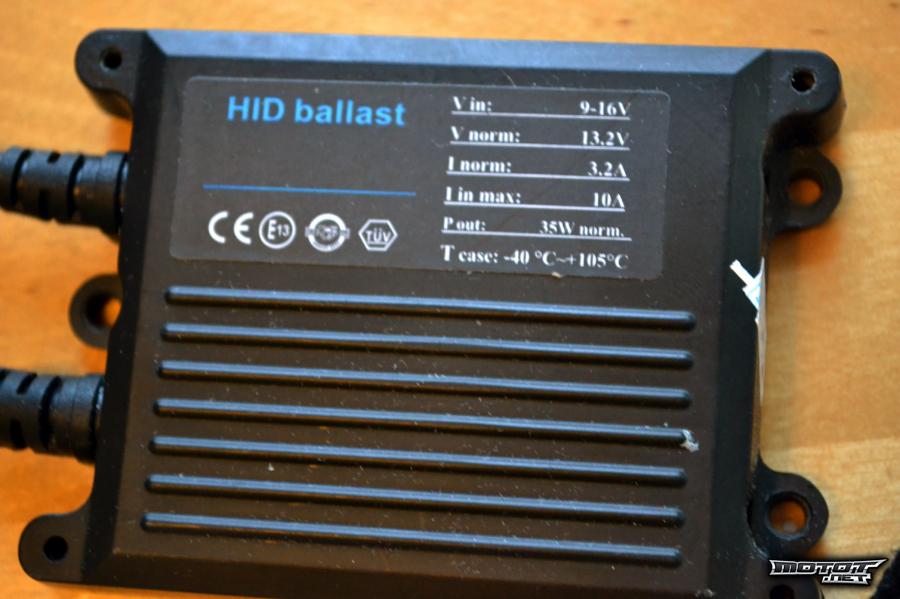 HID ballast
V in: 9-16V
V norm: 13.2V
I norm: 3.2A
I in max: 10A
P out: 35W norm.
T case: -40 °C~+105°C
CE E13 TÜV
MOTOT
.NET